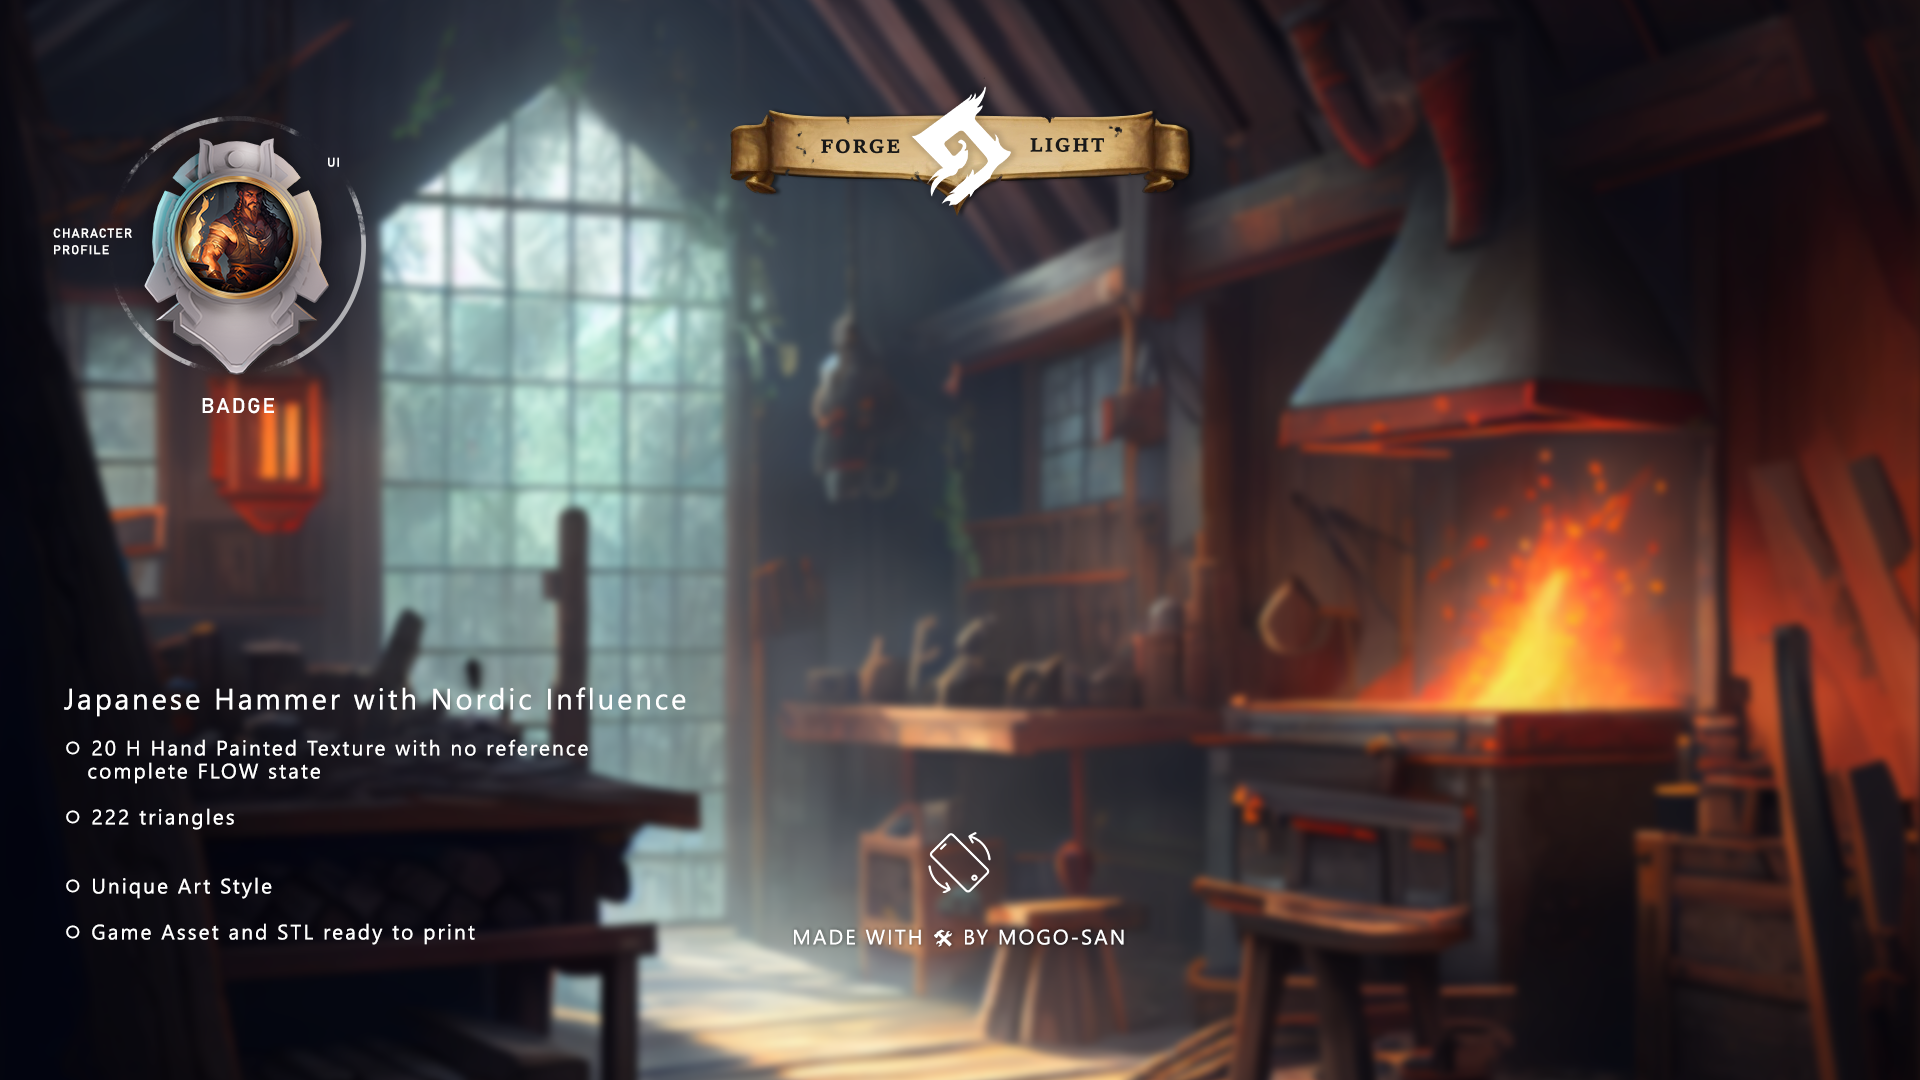 FORGE LIGHT
UI
CHARACTER
PROFILE
BADGE
Japanese Hammer with Nordic Influence
20 H Hand Painted Texture with no reference
complete FLOW state
222 triangles
Unique Art Style
Game Asset and STL ready to print
MADE WITH BY MOGO-SAN